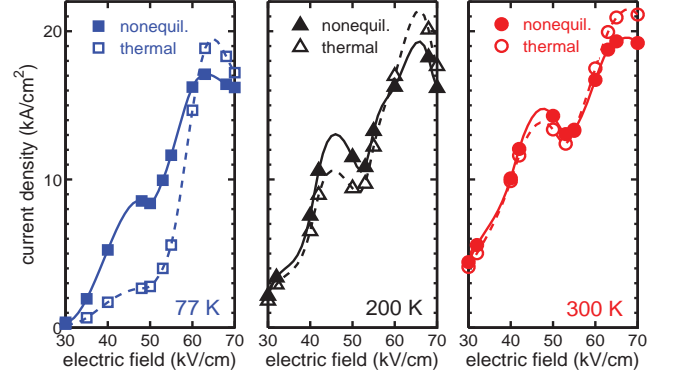 current density (kA/cm²)
20
10
0
nonequil.
thermal
77 K
30 40 50 60 70
electric field (kV/cm)
nonequil.
thermal
200 K
30 40 50 60 70
electric field (kV/cm)
nonequil.
thermal
300 K
30 40 50 60 70
electric field (kV/cm)